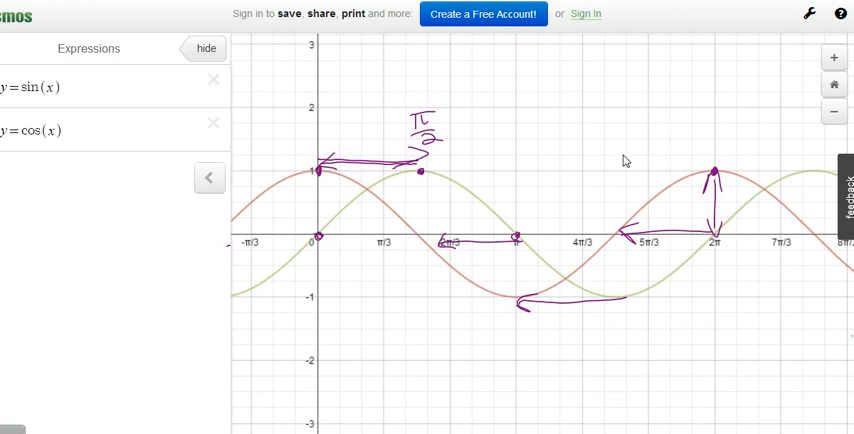 smos
Sign in to save, share, print and more: Create a Free Account! or Sign In
Expressions
hide
y = sin(x)
y = cos(x)
3
2
1
0
-1
-2
-3
-π/3
π/3
2π/3
π
4π/3
5π/3
2π
7π/3
8π/3
π/2
+
−
feedback